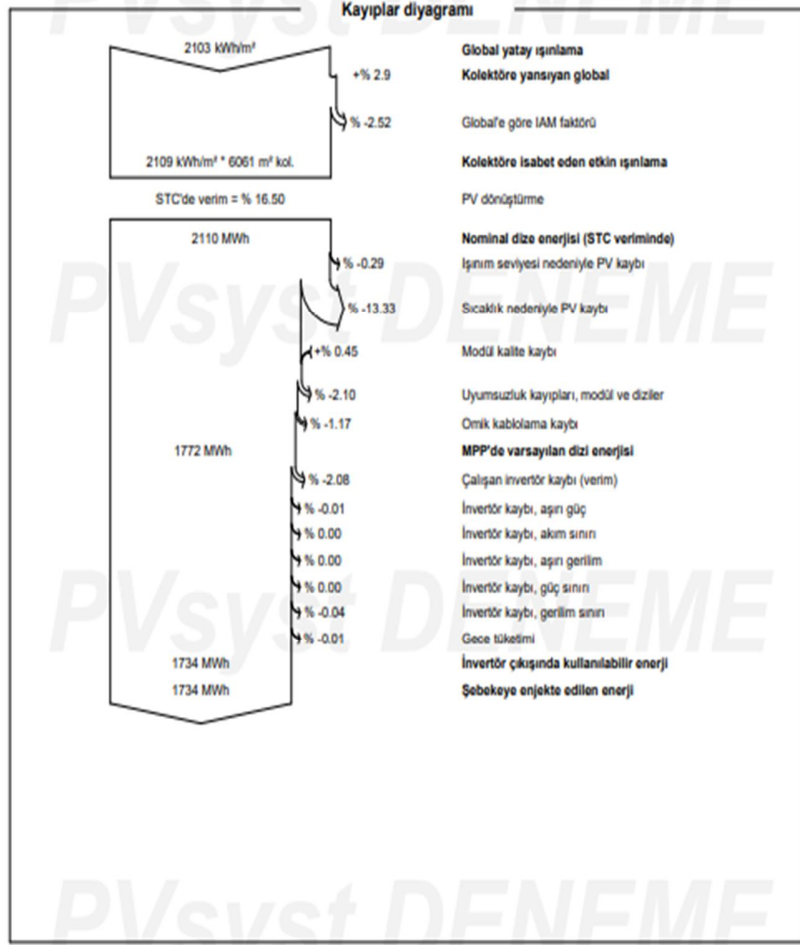 Kayıplar diyagramı
2103 kWh/m² Global yatay ışınlama
+% 2.9 Kolektöre yansıyan global
% -2.52 Global'e göre IAM faktörü
2109 kWh/m² * 6061 m² kol. Kolektöre isabet eden etkin ışınlama
STC'de verim = % 16.50 PV dönüştürme
2110 MWh Nominal dize enerjisi (STC veriminde)
% -0.29 Işınım seviyesi nedeniyle PV kaybı
% -13.33 Sıcaklık nedeniyle PV kaybı
+% 0.45 Modül kalite kaybı
% -2.10 Uyumsuzluk kayıpları, modül ve diziler
% -1.17 Omik kablolama kaybı
1772 MWh MPP'de varsayılan dizi enerjisi
% -2.08 Çalışan invertör kaybı (verim)
% -0.01 İnvertör kaybı, aşırı güç
% 0.00 İnvertör kaybı, akım sınırı
% 0.00 İnvertör kaybı, aşırı gerilim
% 0.00 İnvertör kaybı, güç sınırı
% -0.04 İnvertör kaybı, gerilim sınırı
% -0.01 Gece tüketimi
1734 MWh İnvertör çıkışında kullanılabilir enerji
1734 MWh Şebekeye enjekte edilen enerji
PVsyst DENEME
PVsyst DENEME
PVsyst DENEME
PVsyst DENEME